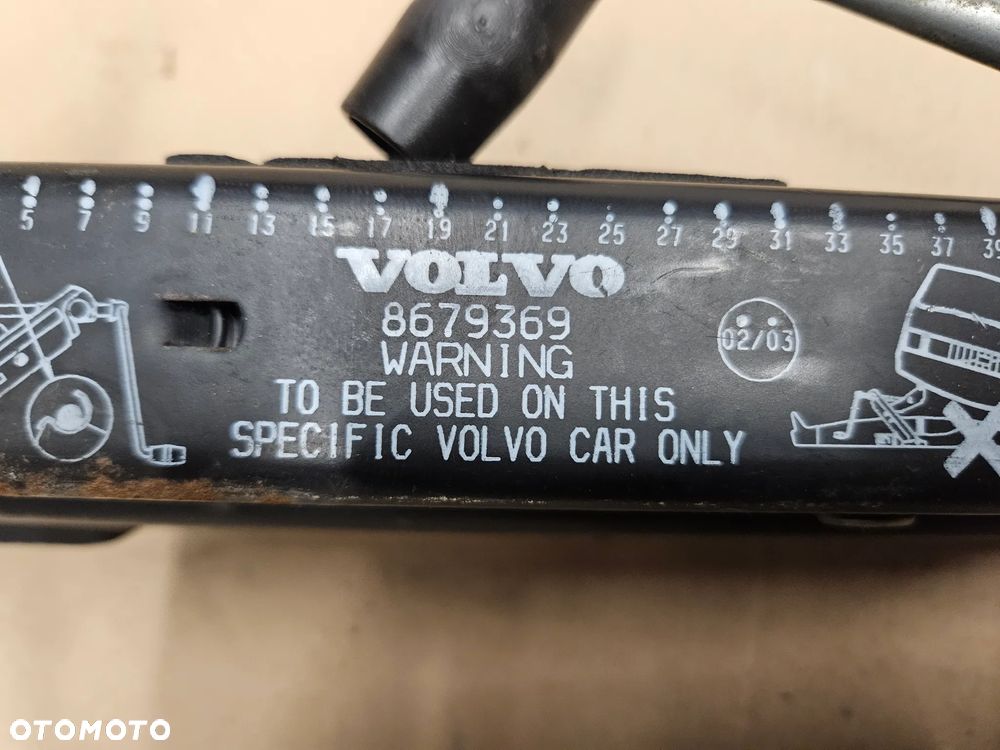 5 7 9 11 13 15 17 19 21 23 25 27 29 31 33 35 37 39
VOLVO
8679369
02/03
WARNING
TO BE USED ON THIS
SPECIFIC VOLVO CAR ONLY
OTOMOTO